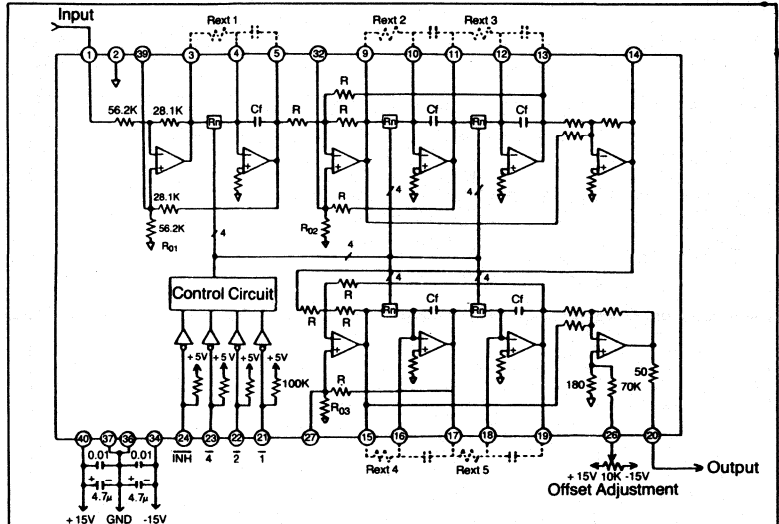 Input
Rext 1
Rext 2
Rext 3
1 2 39 3 4 5 32 9 10 11 12 13 14
R
56.2K 28.1K Rn Cf R R Rn Cf Rn Cf
- + - + - + - + - + - +
28.1K
R
4 4
56.2K
R01
R02
4
4
4 4
Control Circuit
R
R R Rn Cf Rn Cf
- + - + - + - +
+5V +5V +5V +5V
100K
R
R03
180 70K 50
40 37 36 34 24 23 22 21 27 15 16 17 18 19 26 20
0.01 0.01
INH 4 2 1
+ - + -
4.7μ 4.7μ
Rext 4 Rext 5
+15V 10K -15V
Output
Offset Adjustment
+15V GND -15V